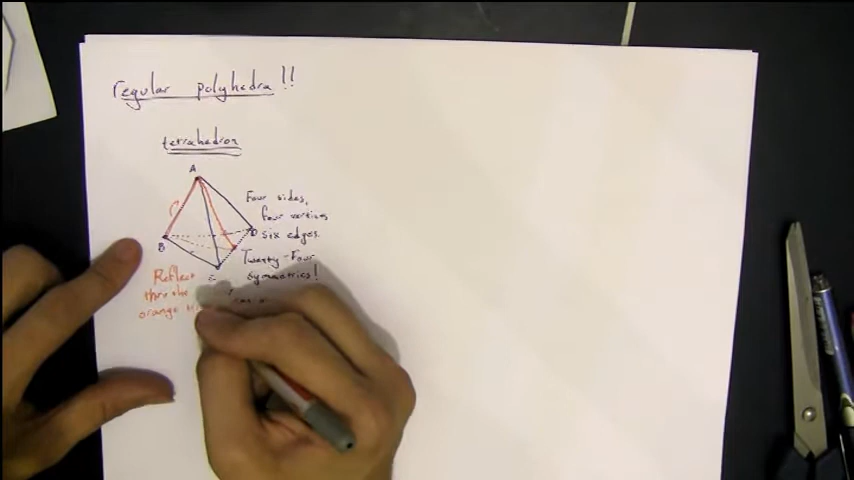 regular polyhedra!!
tetrahedron
A
B
C
D
Four sides,
four vertices
six edges.
Twenty-Four
symmetries!
Reflect
thru the
orange